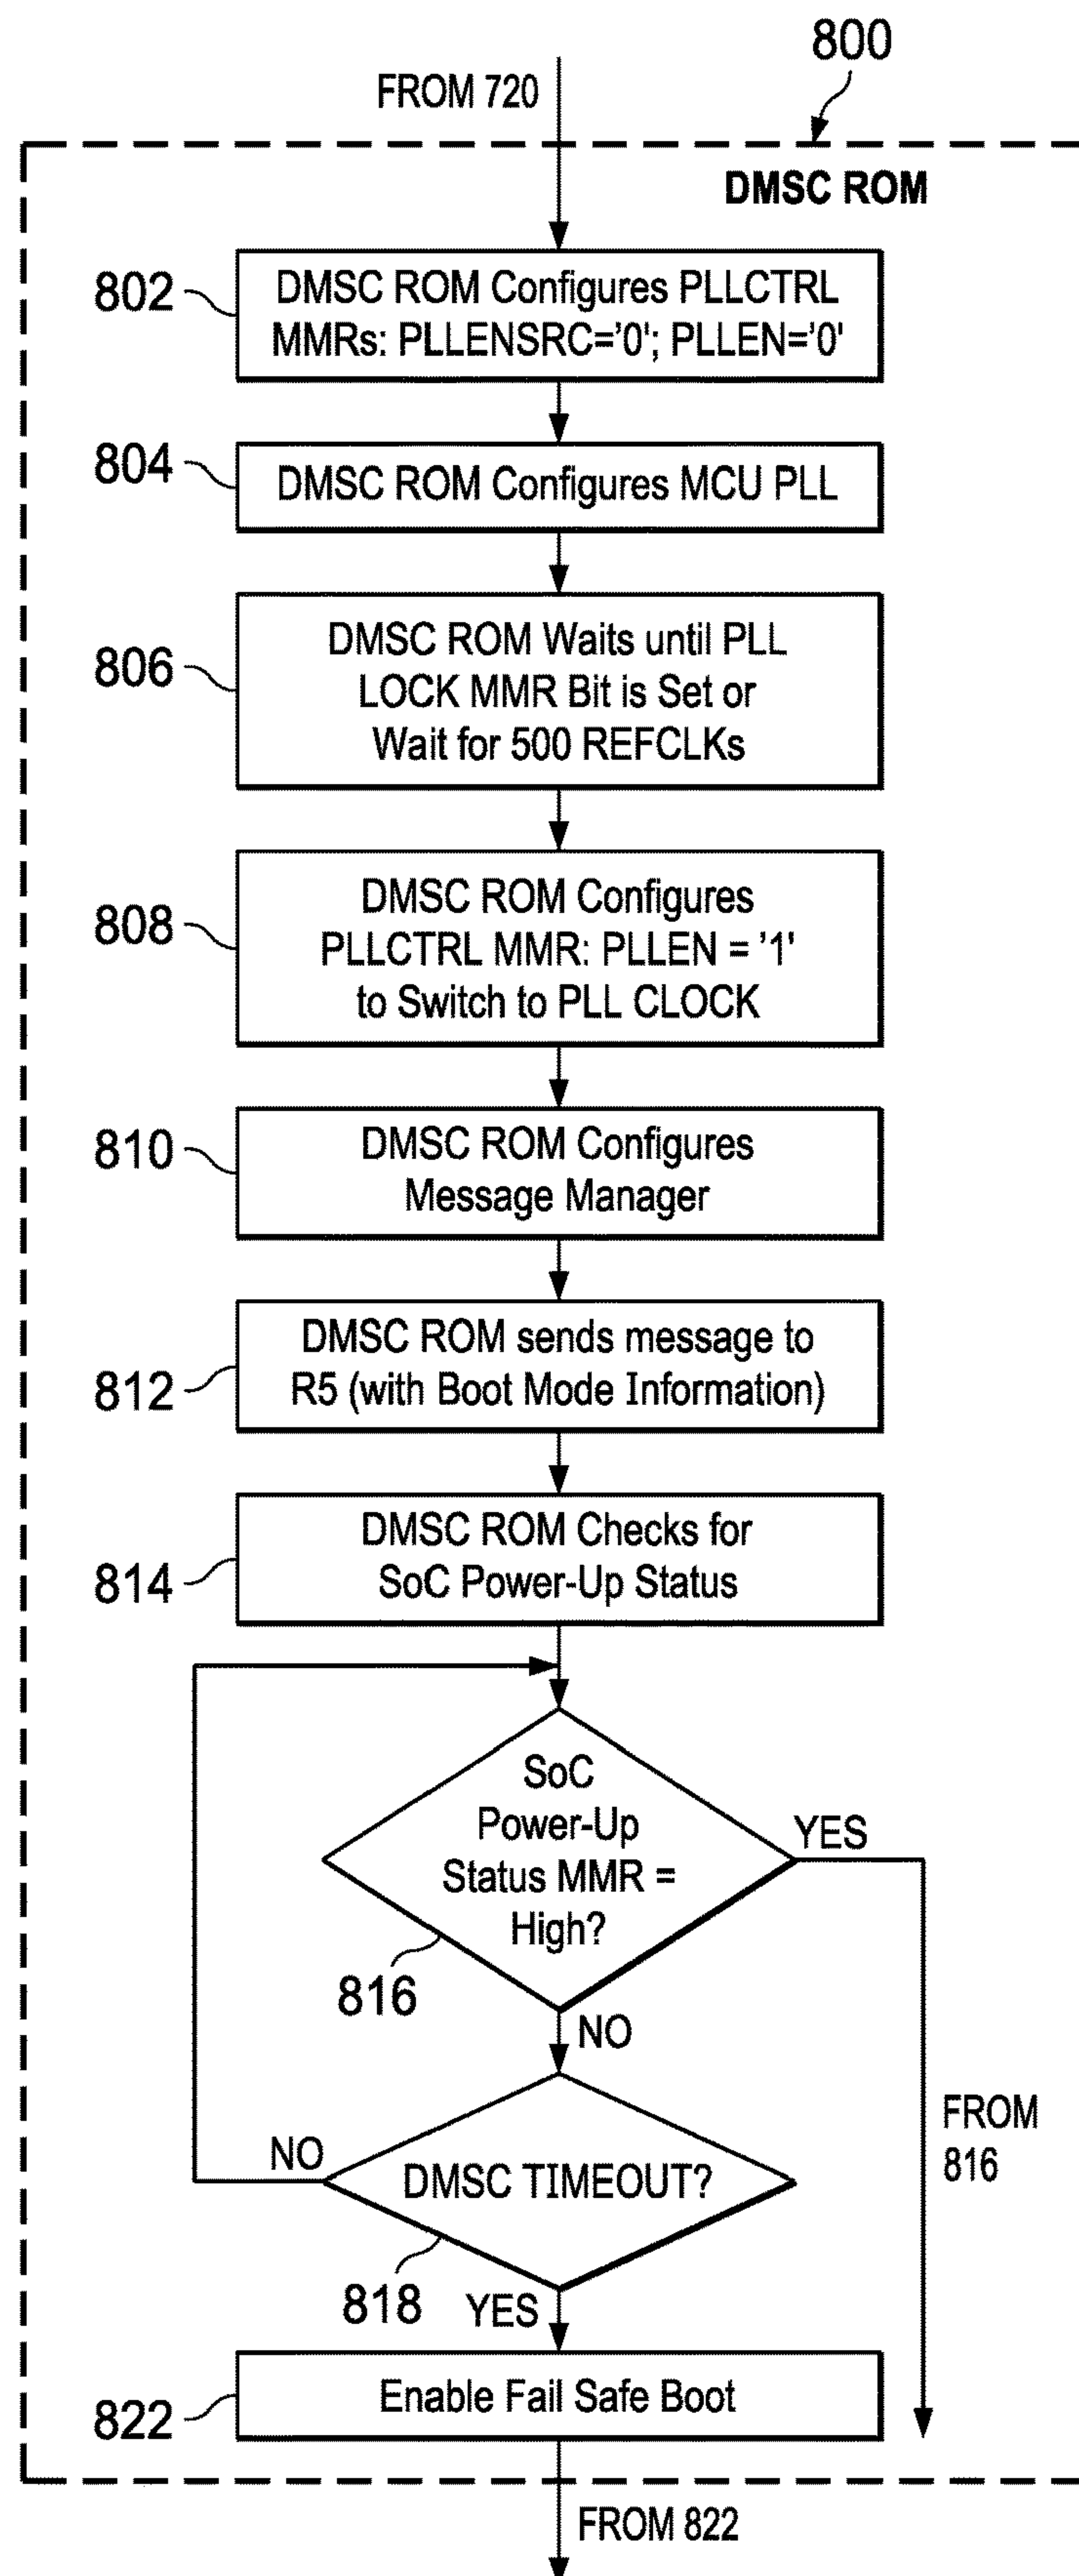 800
FROM 720
DMSC ROM
802
DMSC ROM Configures PLLCTRL
MMRs: PLLENSRC='0'; PLLEN='0'
804
DMSC ROM Configures MCU PLL
806
DMSC ROM Waits until PLL
LOCK MMR Bit is Set or
Wait for 500 REFCLKs
808
DMSC ROM Configures
PLLCTRL MMR: PLLEN = '1'
to Switch to PLL CLOCK
810
DMSC ROM Configures
Message Manager
812
DMSC ROM sends message to
R5 (with Boot Mode Information)
814
DMSC ROM Checks for
SoC Power-Up Status
SoC
Power-Up
Status MMR =
High?
YES
816
NO
FROM
816
NO
DMSC TIMEOUT?
818
YES
822
Enable Fail Safe Boot
FROM 822